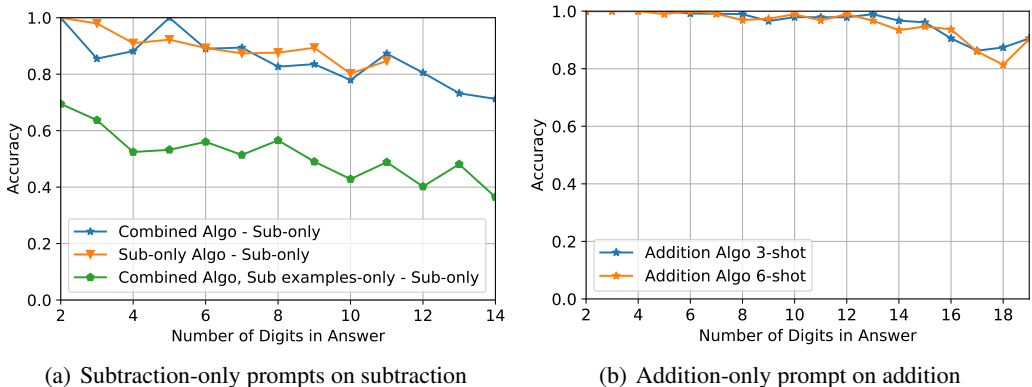 1.0
0.8
0.6
0.4
0.2
0.0
Accuracy
Combined Algo - Sub-only
Sub-only Algo - Sub-only
Combined Algo, Sub examples-only - Sub-only
2 4 6 8 10 12 14
Number of Digits in Answer
(a) Subtraction-only prompts on subtraction
1.0
0.8
0.6
0.4
0.2
0.0
Accuracy
Addition Algo 3-shot
Addition Algo 6-shot
2 4 6 8 10 12 14 16 18
Number of Digits in Answer
(b) Addition-only prompt on addition